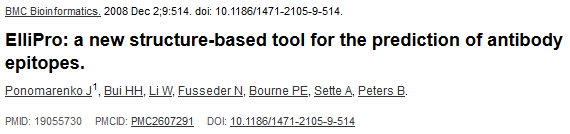 BMC Bioinformatics. 2008 Dec 2;9:514. doi: 10.1186/1471-2105-9-514.
ElliPro: a new structure-based tool for the prediction of antibody
epitopes.
Ponomarenko J1, Bui HH, Li W, Fusseder N, Bourne PE, Sette A, Peters B.
PMID: 19055730 PMCID: PMC2607291 DOI: 10.1186/1471-2105-9-514